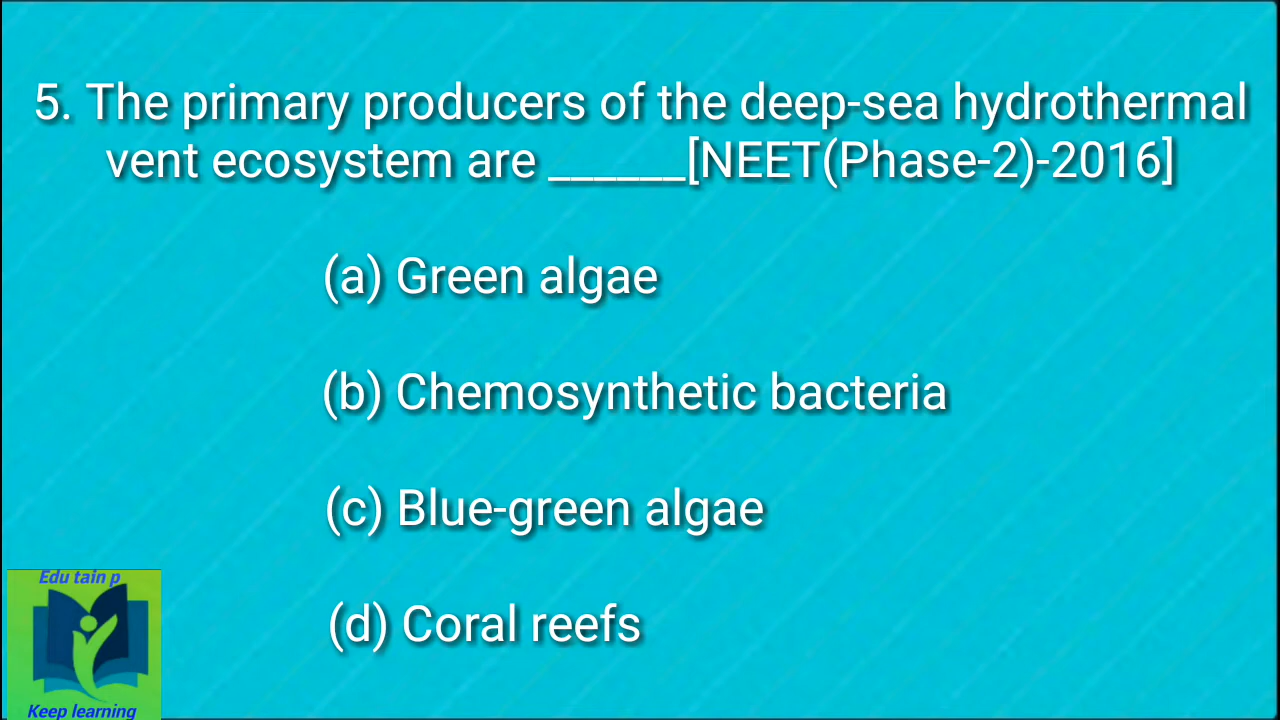 5. The primary producers of the deep-sea hydrothermal
vent ecosystem are ______[NEET(Phase-2)-2016]
(a) Green algae
(b) Chemosynthetic bacteria
(c) Blue-green algae
(d) Coral reefs
Edu tain p
Keep learning